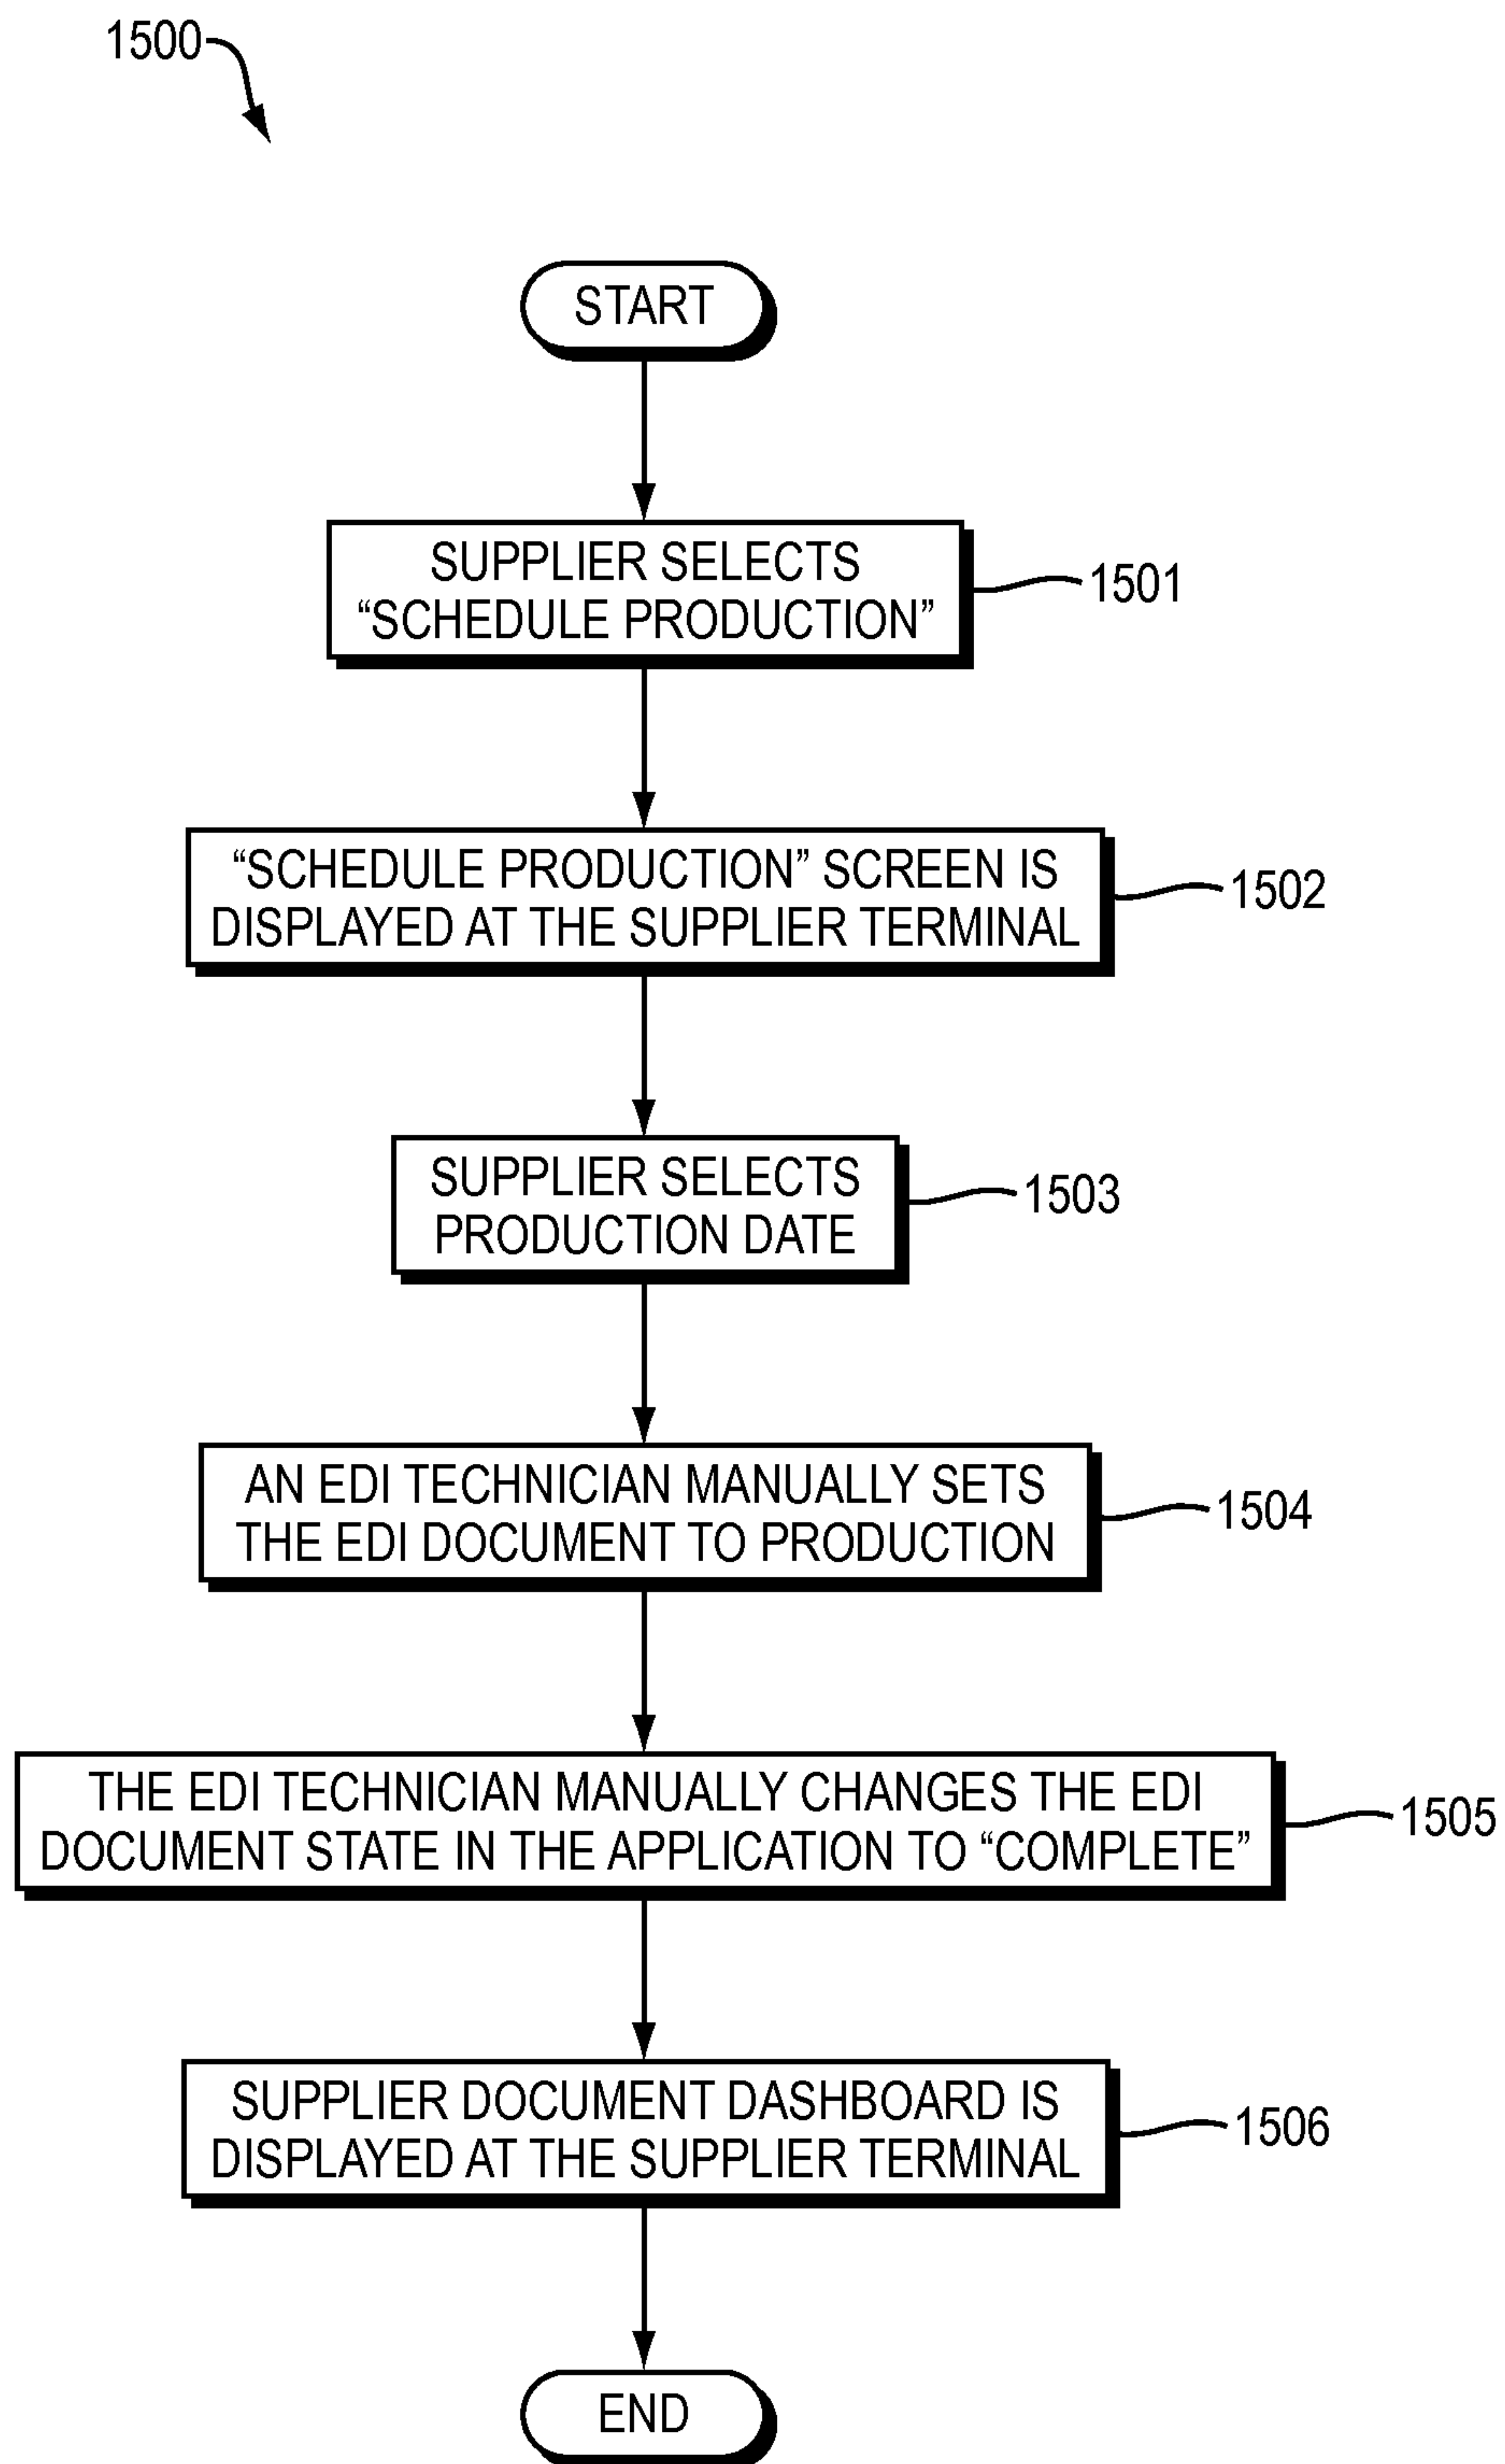 1500
START
SUPPLIER SELECTS
“SCHEDULE PRODUCTION”
1501
“SCHEDULE PRODUCTION” SCREEN IS
DISPLAYED AT THE SUPPLIER TERMINAL
1502
SUPPLIER SELECTS
PRODUCTION DATE
1503
AN EDI TECHNICIAN MANUALLY SETS
THE EDI DOCUMENT TO PRODUCTION
1504
THE EDI TECHNICIAN MANUALLY CHANGES THE EDI
DOCUMENT STATE IN THE APPLICATION TO “COMPLETE”
1505
SUPPLIER DOCUMENT DASHBOARD IS
DISPLAYED AT THE SUPPLIER TERMINAL
1506
END